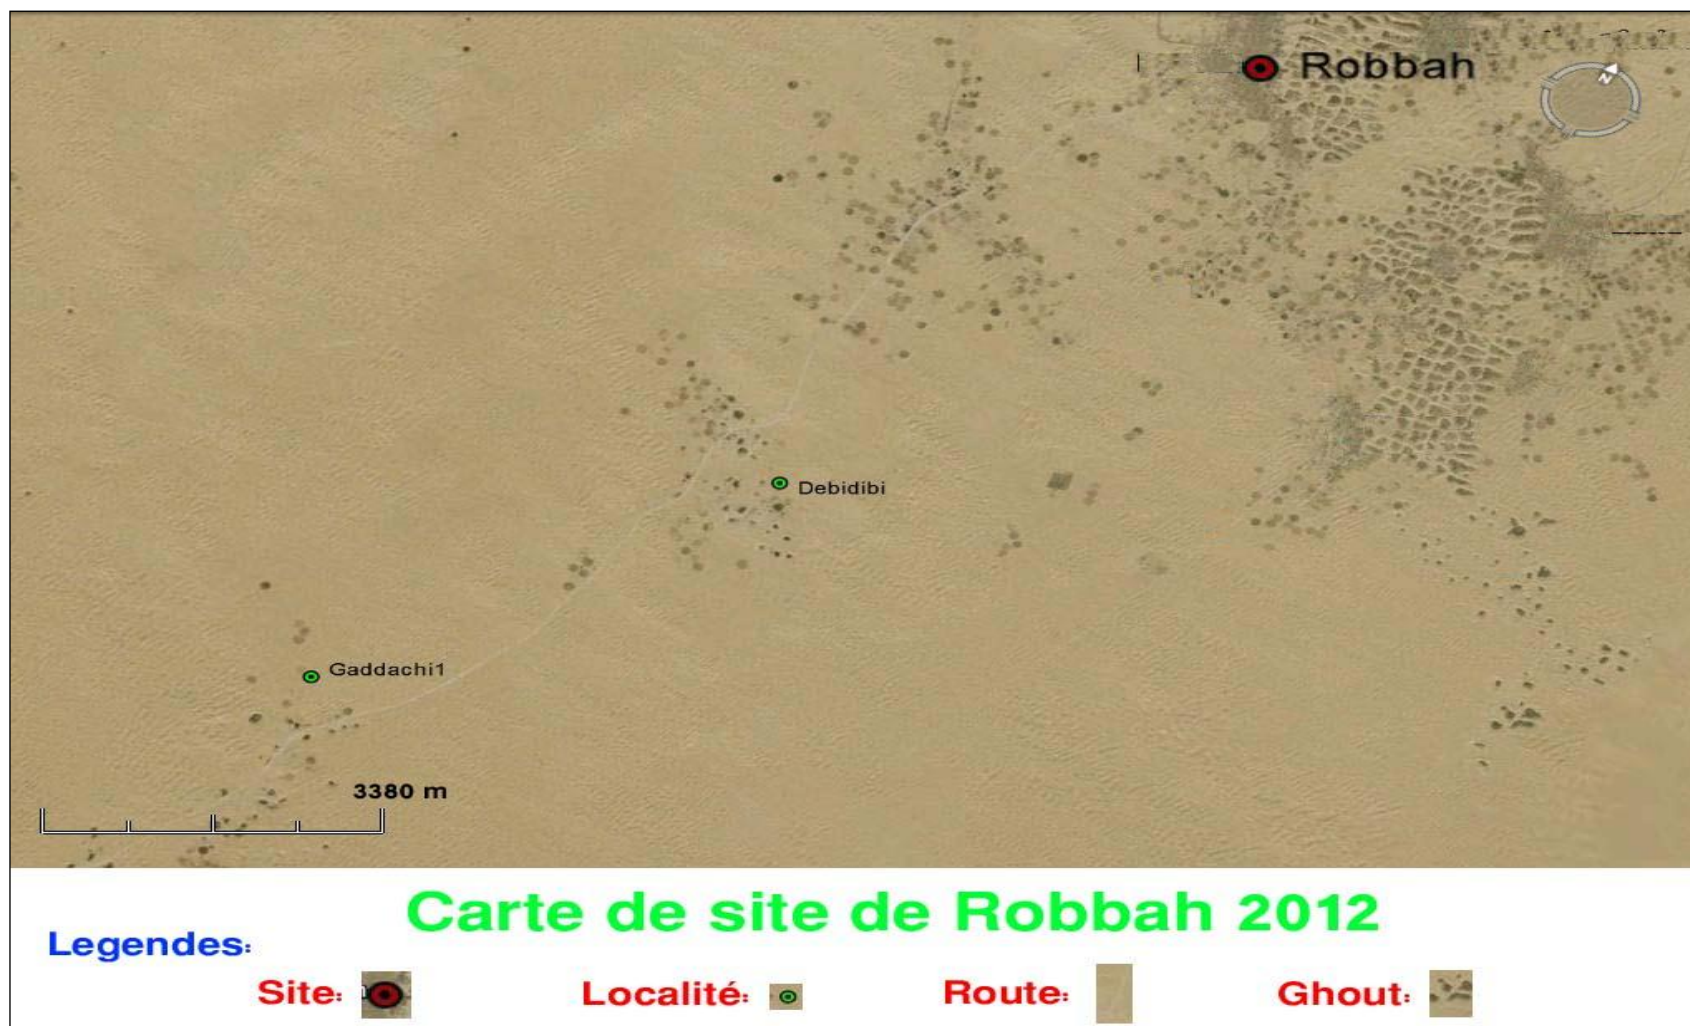 Robbah
N
Debidibi
Gaddachi1
3380 m
Carte de site de Robbah 2012
Legendes:
Site:
Localité:
Route:
Ghout: